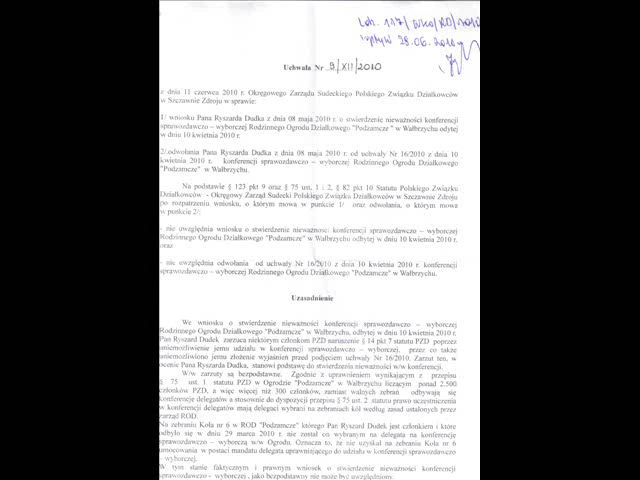 wpływ 28.06.2010
Uchwała Nr 9/XII/2010
z dnia 11 czerwca 2010 r. Okręgowego Zarządu Sudeckiego Polskiego Związku Działkowców
w Szczawnie Zdroju w sprawie:
1/ wniosku Pana Ryszarda Dudka z dnia 08 maja 2010 r. o stwierdzenie nieważności konferencji
sprawozdawczo – wyborczej Rodzinnego Ogrodu Działkowego "Podzamcze " w Wałbrzychu odytej
w dniu 10 kwietnia 2010 r.
2/.odwołania Pana Ryszarda Dudka z dnia 08 maja 2010 r. od uchwały Nr 16/2010 z dnia 10
kwietnia 2010 r. konferencji sprawozdawczo – wyborczej Rodzinnego Ogrodu Działkowego
"Podzamcze " w Wałbrzychu.
Na podstawie § 123 pkt 9 oraz § 75 ust. 1 i 2, § 82 pkt 10 Statutu Polskiego Związku
Działkowców - Okręgowy Zarząd Sudecki Polskiego Związku Działkowców w Szczawnie Zdroju
po rozpatrzeniu wniosku, o którym mowa w punkcie 1/ oraz odwołania, o którym mowa
w punkcie 2/:
- nie uwzględnia wniosku o stwierdzenie nieważności konferencji sprawozdawczo – wyborczej
Rodzinnego Ogrodu Działkowego "Podzamcze" w Wałbrzychu odbytej w dniu 10 kwietnia 2010 r.
oraz
- nie uwzględnia odwołania od uchwały Nr 16/2010 z dnia 10 kwietnia 2010 r. konferencji
sprawozdawczo – wyborczej Rodzinnego Ogrodu Działkowego "Podzamcze" w Wałbrzychu.
Uzasadnienie
We wniosku o stwierdzenie nieważności konferencji sprawozdawczo – wyborczej
Rodzinnego Ogrodu Działkowego "Podzamcze" w Wałbrzychu, odbytej w dniu 10 kwietnia 2010 r.
Pan Ryszard Dudek zarzuca niektórym członkom PZD naruszenie § 14 pkt 7 statutu PZD poprzez
uniemożliwienie jemu udziału w konferencji sprawozdawczo – wyborczej, przez co także
uniemożliwiono jemu złożenie wyjaśnień przed podjęciem uchwały Nr 16/2010. Zarzut ten, w
ocenie Pana Ryszarda Dudka, stanowi podstawę do stwierdzenia nieważności w/w konferencji.
W/w zarzuty są bezpodstawne. Zgodnie z uprawnieniem wynikającym z przepisu
§ 75 ust. 1 statutu PZD w Ogrodzie "Podzamcze" w Wałbrzychu liczącym ponad 2.500
członków PZD, a więc więcej niż 300 członków, zamiast walnych zebrań odbywają się
konferencje delegatów a stosownie do dyspozycji przepisu § 75 ust. 2 statutu prawo uczestniczenia
w konferencji delegatów mają delegaci wybrani na zebraniach kół według zasad ustalonych przez
zarząd ROD.
Na zebraniu Koła nr 6 w ROD "Podzamcze" którego Pan Ryszard Dudek jest członkiem i które
odbyło się w dniu 29 marca 2010 r. nie został on wybranym na delegata na konferencję
sprawozdawczo – wyborczą w/w Ogrodu. Oznacza to, że nie uzyskał na zebraniu Koła nr 6
umocowania w postaci mandatu delegata uprawniającego do udziału w konferencji sprawozdawczo
– wyborczej.
W tym stanie faktycznym i prawnym wniosek o stwierdzenie nieważności konferencji
sprawozdawczo - wyborczej , jako bezpodstawny nie może być uwzględniony.